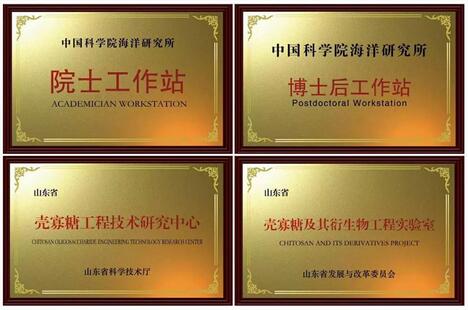 中国科学院海洋研究所
院士工作站
ACADEMICIAN WORKSTATION
中国科学院海洋研究所
博士后工作站
Postdoctoral Workstation
山东省
壳寡糖工程技术研究中心
CHITOSAN OLIGOSACCHARIDE ENGINEERING TECHNOLOGY RESEARCH CENTER
山东省科学技术厅
山东省
壳寡糖及其衍生物工程实验室
CHITOSAN AND ITS DERIVATIVES PROJECT
山东省发展与改革委员会